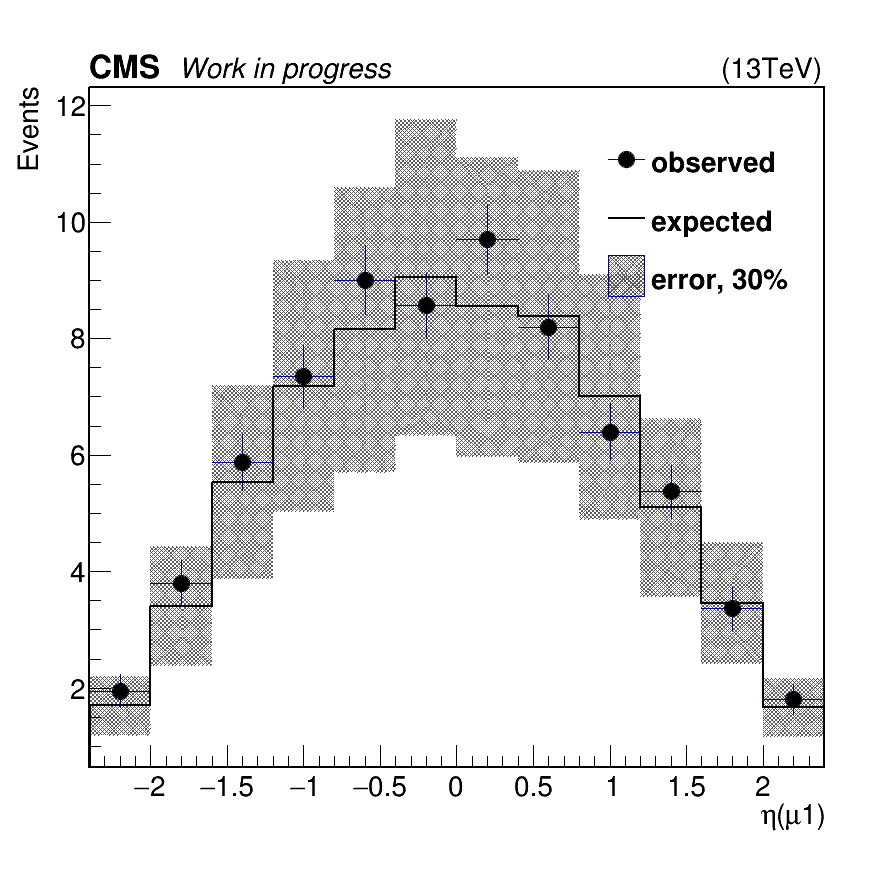 CMS Work in progress (13TeV)
Events
12
10
8
6
4
2
observed
expected
error, 30%
−2 −1.5 −1 −0.5 0 0.5 1 1.5 2
η(μ1)